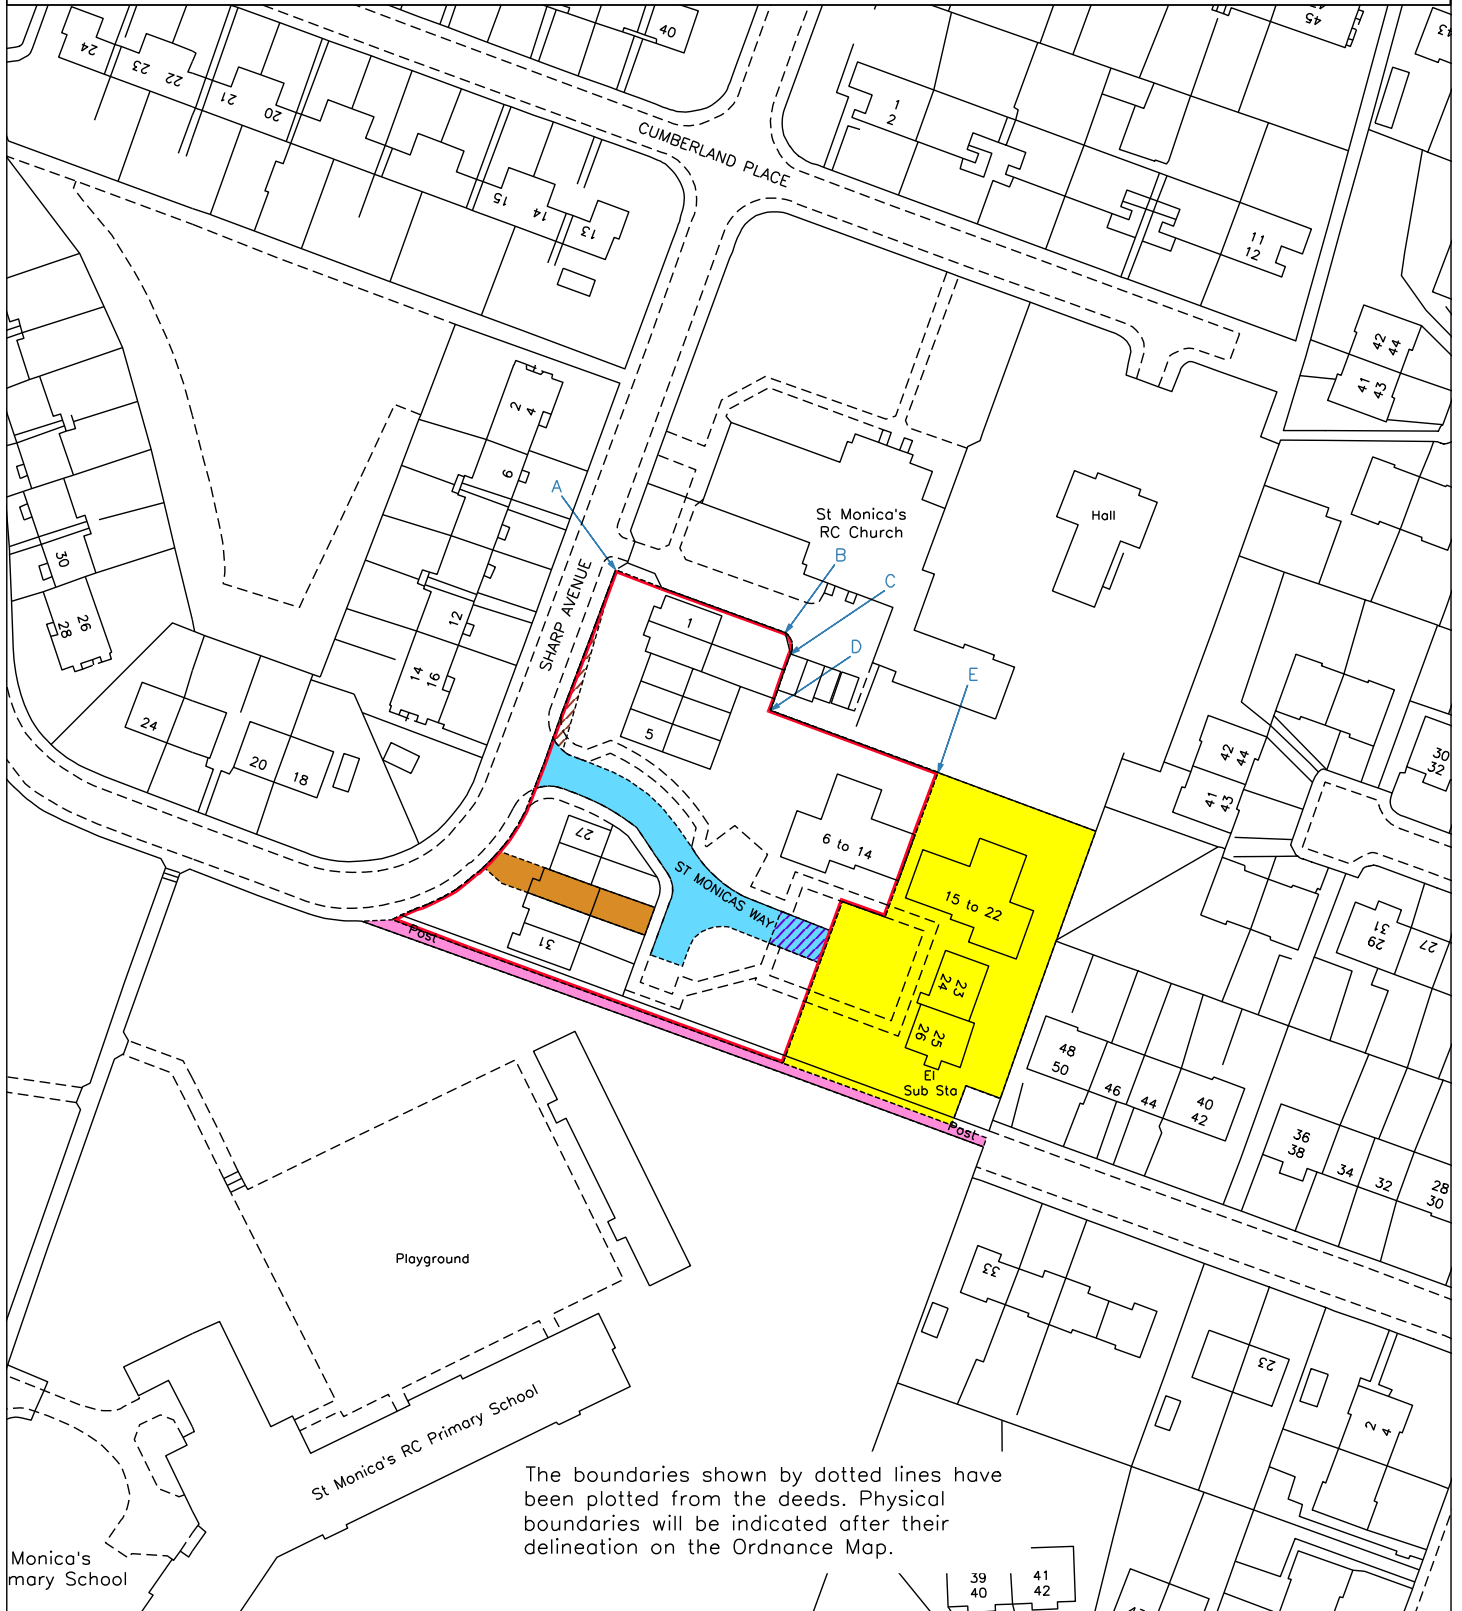 40
45
43
24
23
22
21
20
1
2
CUMBERLAND PLACE
15
14
13
11
12
42
44
41
43
2
4
6
A
St Monica's
RC Church
Hall
B
C
D
E
30
28
26
SHARP AVENUE
12
14
16
1
5
24
20
18
42
44
41
43
30
32
27
6 to 14
ST MONICAS WAY
15 to 22
31
29
27
Post
31
23
24
25
26
El
Sub Sta
Post
48
50
46
44
40
42
36
38
34
32
28
30
Playground
33
23
2
4
St Monica's RC Primary School
The boundaries shown by dotted lines have
been plotted from the deeds. Physical
boundaries will be indicated after their
delineation on the Ordnance Map.
Monica's
mary School
39
40
41
42